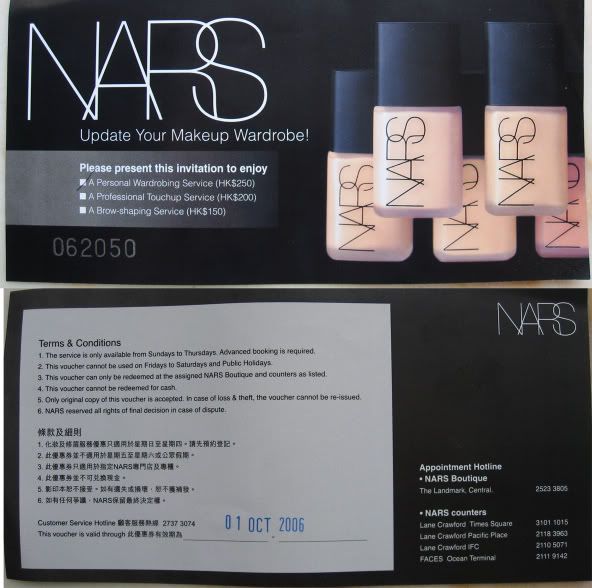 NARS
Update Your Makeup Wardrobe!
Please present this invitation to enjoy
A Personal Wardrobing Service (HK$250)
A Professional Touchup Service (HK$200)
A Brow-shaping Service (HK$150)
062050
NARS
NARS
NARS
NARS
NARS
NARS
Terms & Conditions
1. The service is only available from Sundays to Thursdays. Advanced booking is required.
2. This voucher cannot be used on Fridays to Saturdays and Public Holidays.
3. This voucher can only be redeemed at the assigned NARS Boutique and counters as listed.
4. This voucher cannot be redeemed for cash.
5. Only original copy of this voucher is accepted. In case of loss & theft, the voucher cannot be re-issued.
6. NARS reserved all rights of final decision in case of dispute.
條款及細則
1. 化妝及修眉服務優惠只適用於星期日至星期四。請先預約登記。
2. 此優惠券並不適用於星期五至星期六或公眾假期。
3. 此優惠券只適用於指定NARS專門店及專櫃。
4. 此優惠券並不可兌換現金。
5. 影印本恕不接受。如有遺失或損壞，恕不獲補發。
6. 如有任何爭議，NARS保留最終決定權。
Customer Service Hotline 顧客服務熱線 2737 3074
This voucher is valid through 此優惠券有效期為 01 OCT. 2006
Appointment Hotline
• NARS Boutique
The Landmark, Central. 2523 3805
• NARS counters
Lane Crawford Times Square 3101 1015
Lane Crawford Pacific Place 2118 3963
Lane Crawford IFC 2110 5071
FACES Ocean Terminal 2111 9142